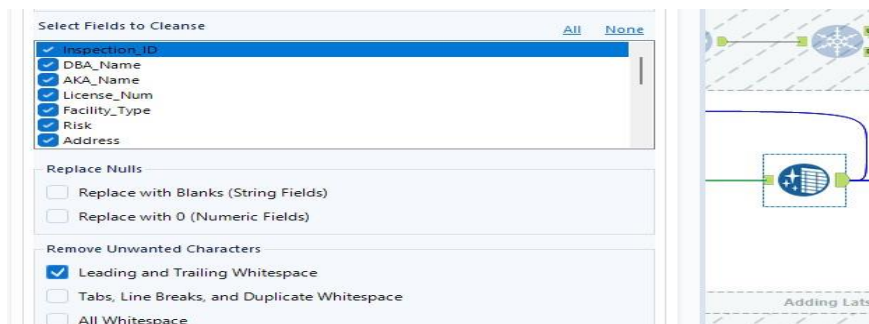 Select Fields to Cleanse
All None
Inspection_ID
DBA_Name
AKA_Name
License_Num
Facility_Type
Risk
Address
Replace Nulls
Replace with Blanks (String Fields)
Replace with 0 (Numeric Fields)
Remove Unwanted Characters
Leading and Trailing Whitespace
Tabs, Line Breaks, and Duplicate Whitespace
All Whitespace
Adding Lats